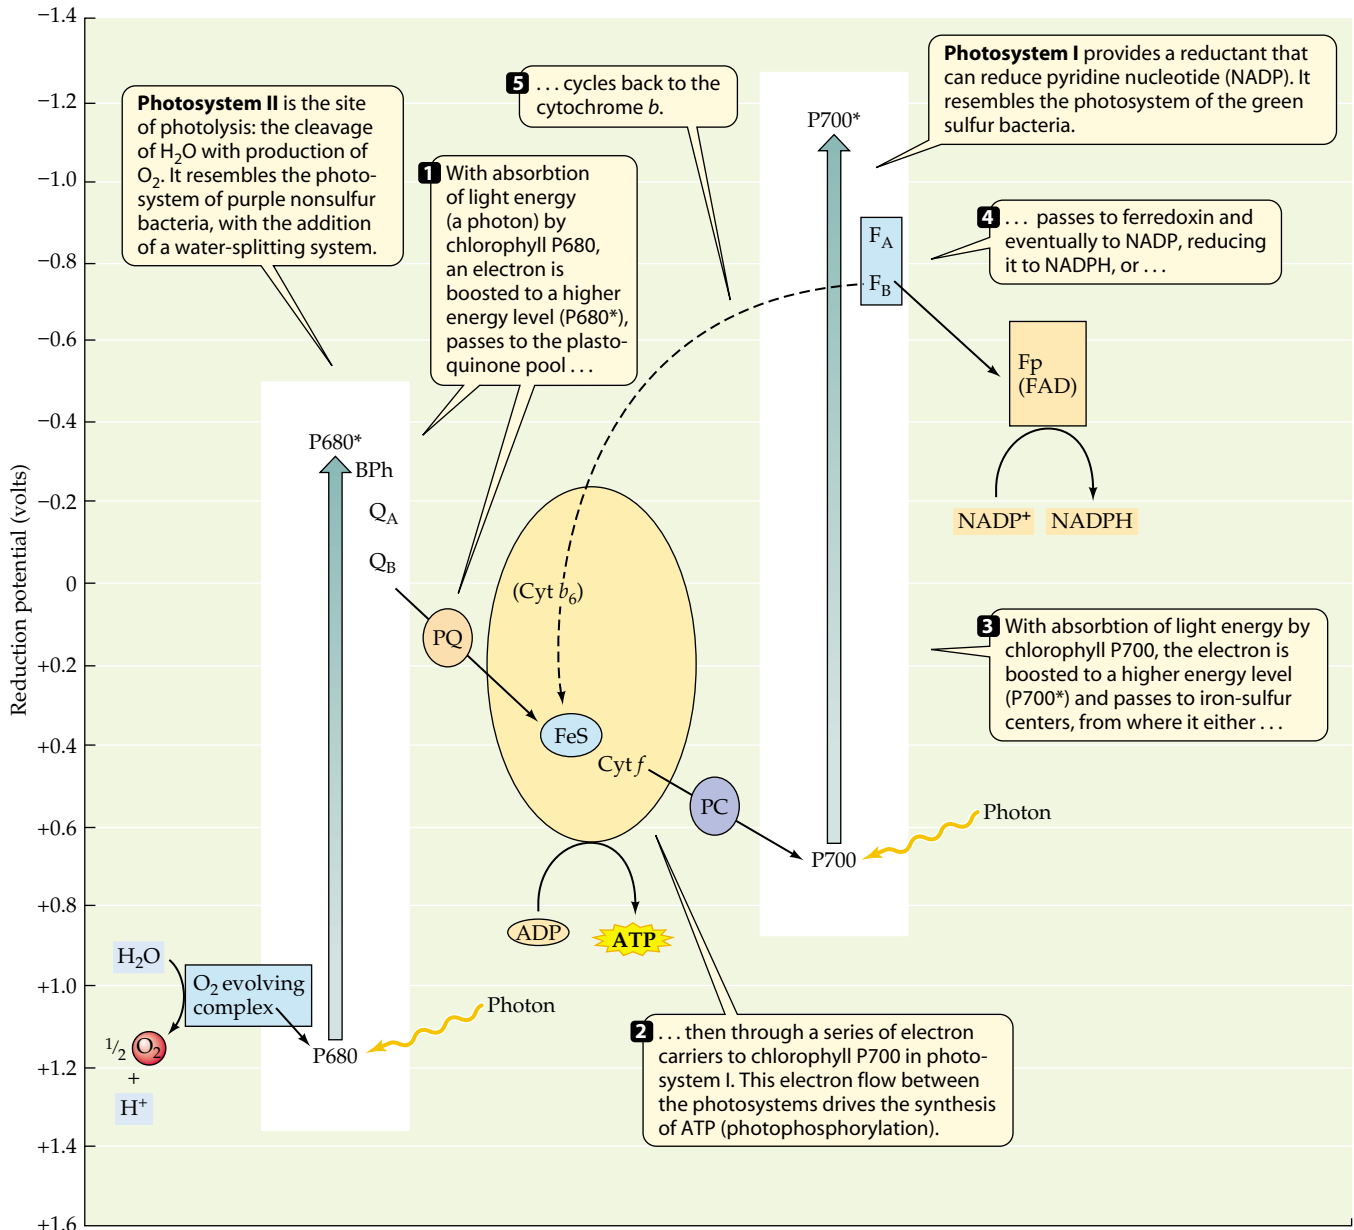 −1.4
−1.2
−1.0
−0.8
−0.6
−0.4
−0.2
0
+0.2
+0.4
+0.6
+0.8
+1.0
+1.2
+1.4
+1.6
Reduction potential (volts)
Photosystem II is the site
of photolysis: the cleavage
of H₂O with production of
O₂. It resembles the photo-
system of purple nonsulfur
bacteria, with the addition
of a water-splitting system.
1 With absorbtion
of light energy
(a photon) by
chlorophyll P680,
an electron is
boosted to a higher
energy level (P680*),
passes to the plasto-
quinone pool . . .
5 . . . cycles back to the
cytochrome b.
Photosystem I provides a reductant that
can reduce pyridine nucleotide (NADP). It
resembles the photosystem of the green
sulfur bacteria.
4 . . . passes to ferredoxin and
eventually to NADP, reducing
it to NADPH, or . . .
P700*
F_A
F_B
Fp
(FAD)
NADP⁺
NADPH
P680*
BPh
Q_A
Q_B
PQ
(Cyt b₆)
FeS
Cyt f
PC
P700
Photon
3 With absorbtion of light energy by
chlorophyll P700, the electron is
boosted to a higher energy level
(P700*) and passes to iron-sulfur
centers, from where it either . . .
ADP
ATP
H₂O
O₂ evolving
complex
1/2 O₂
+
H⁺
P680
Photon
2 . . . then through a series of electron
carriers to chlorophyll P700 in photo-
system I. This electron flow between
the photosystems drives the synthesis
of ATP (photophosphorylation).